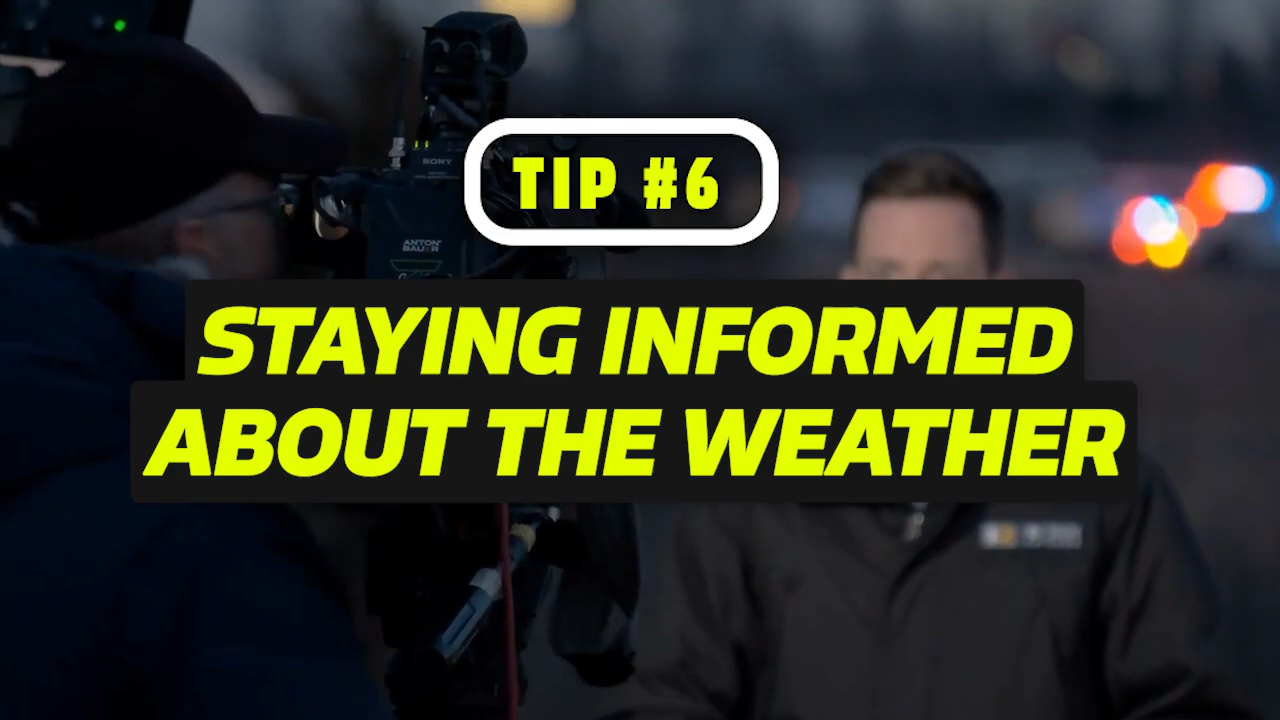 SONY
TIP #6
ANTON
BAUER
STAYING INFORMED
ABOUT THE WEATHER